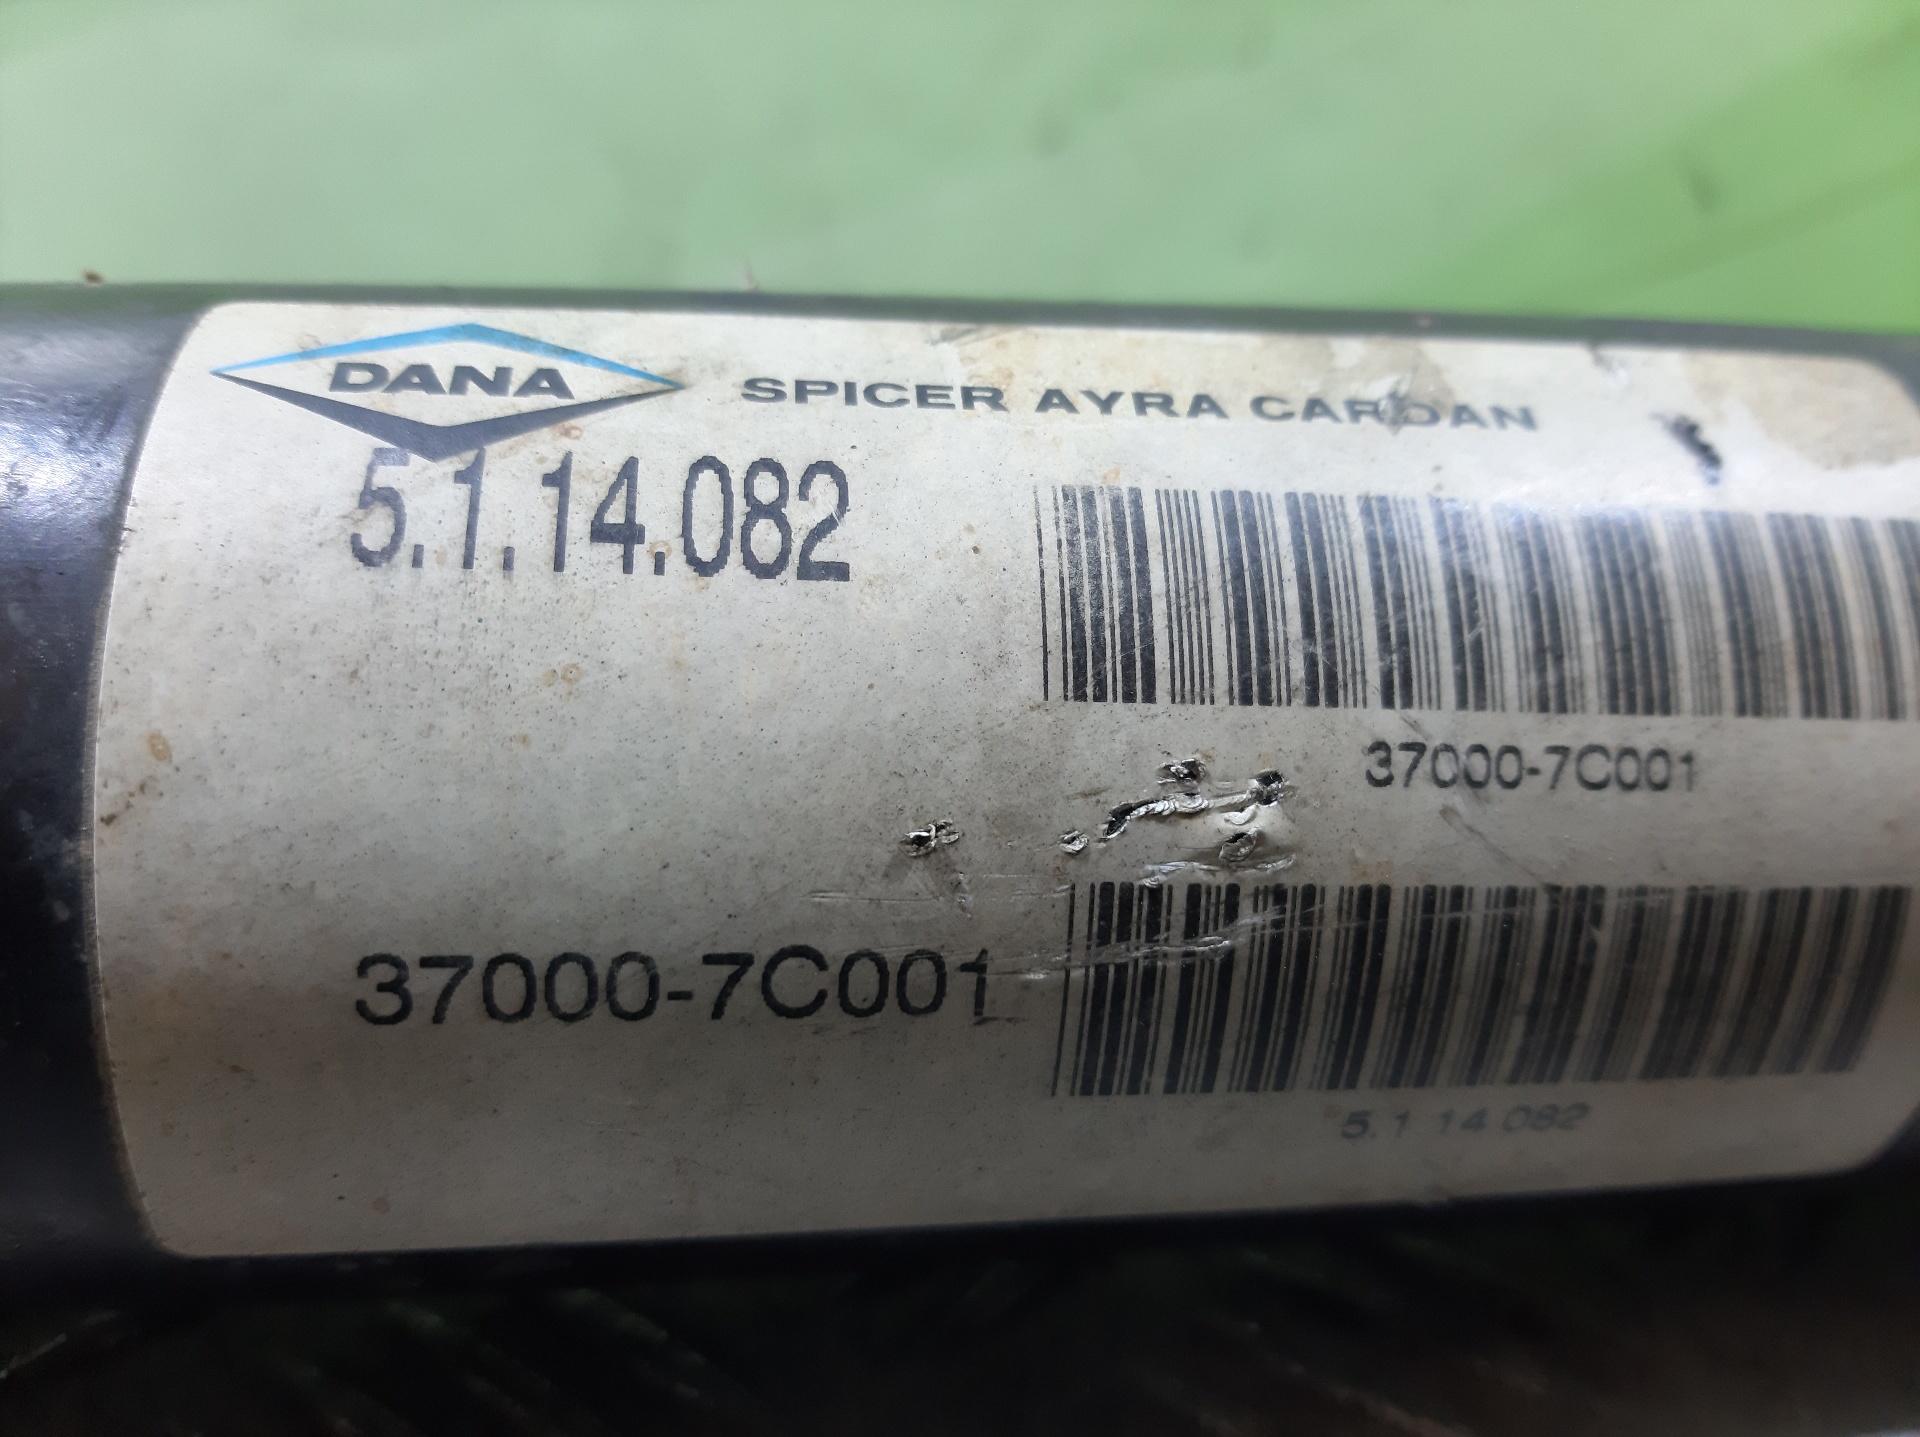 DANA
SPICER AYRA CARDAN
5.1.14.082
37000-7C001
37000-7C001
5.1 14 082